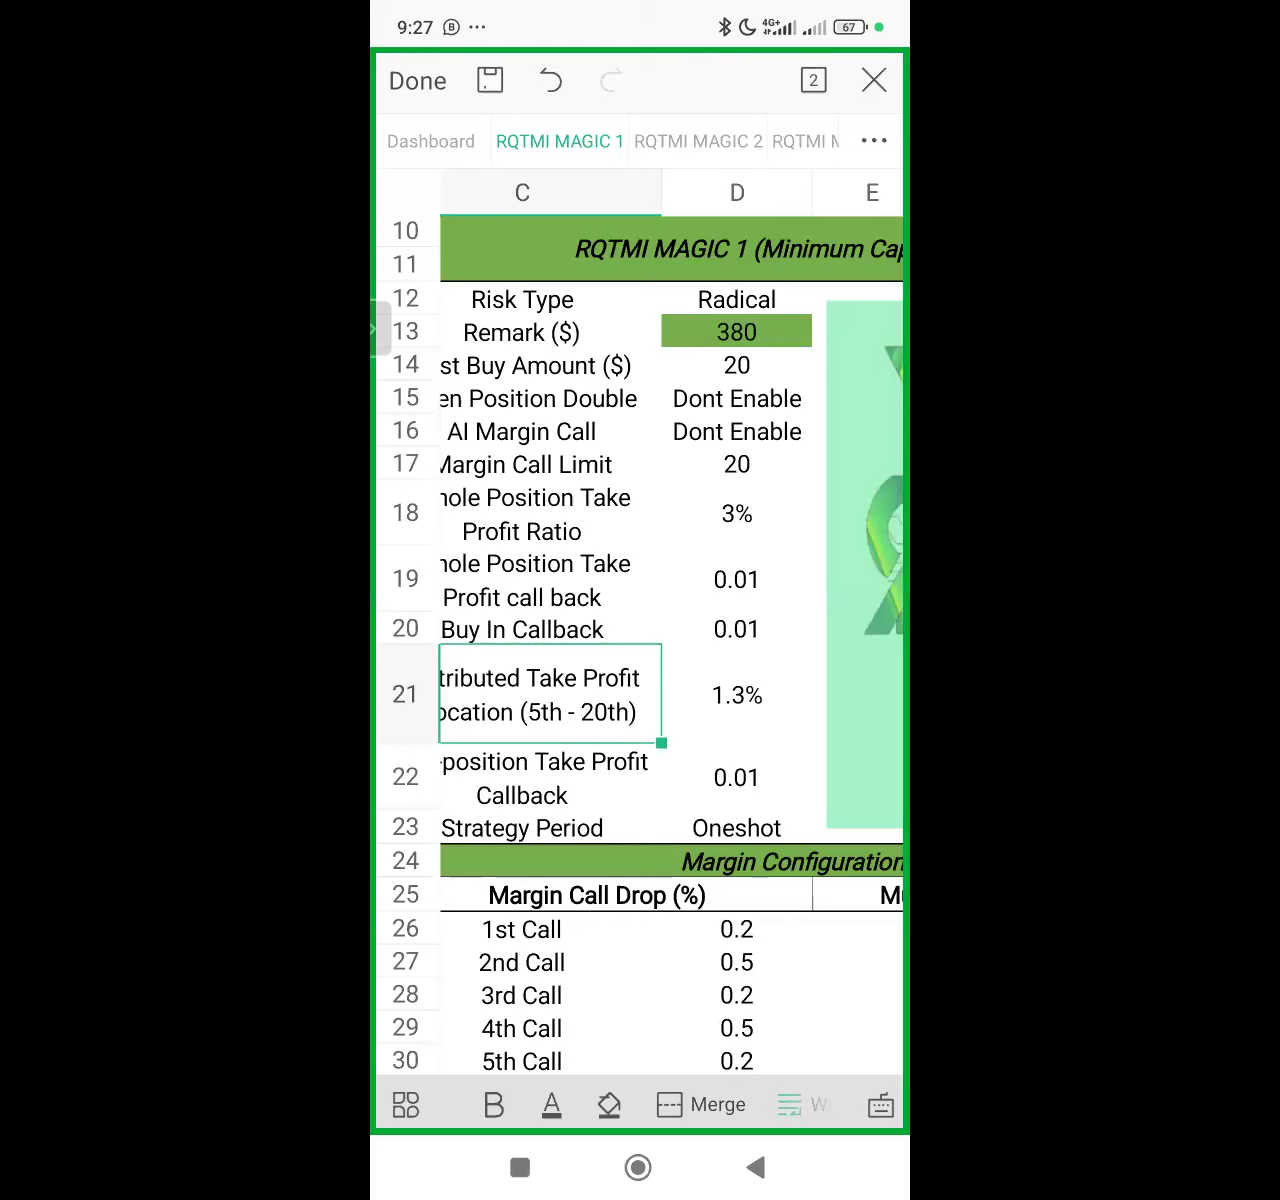 9:27
4G+
67
Done
2
Dashboard RQTMI MAGIC 1 RQTMI MAGIC 2 RQTMI
C D E
10
RQTMI MAGIC 1 (Minimum Cap
11
12 Risk Type Radical
13 Remark ($) 380
14 st Buy Amount ($) 20
15 en Position Double Dont Enable
16 AI Margin Call Dont Enable
17 Margin Call Limit 20
18 hole Position Take Profit Ratio 3%
19 hole Position Take Profit call back 0.01
20 Buy In Callback 0.01
21 tributed Take Profit ocation (5th - 20th) 1.3%
22 -position Take Profit Callback 0.01
23 Strategy Period Oneshot
24 Margin Configuration
25 Margin Call Drop (%) M
26 1st Call 0.2
27 2nd Call 0.5
28 3rd Call 0.2
29 4th Call 0.5
30 5th Call 0.2
B A Merge W